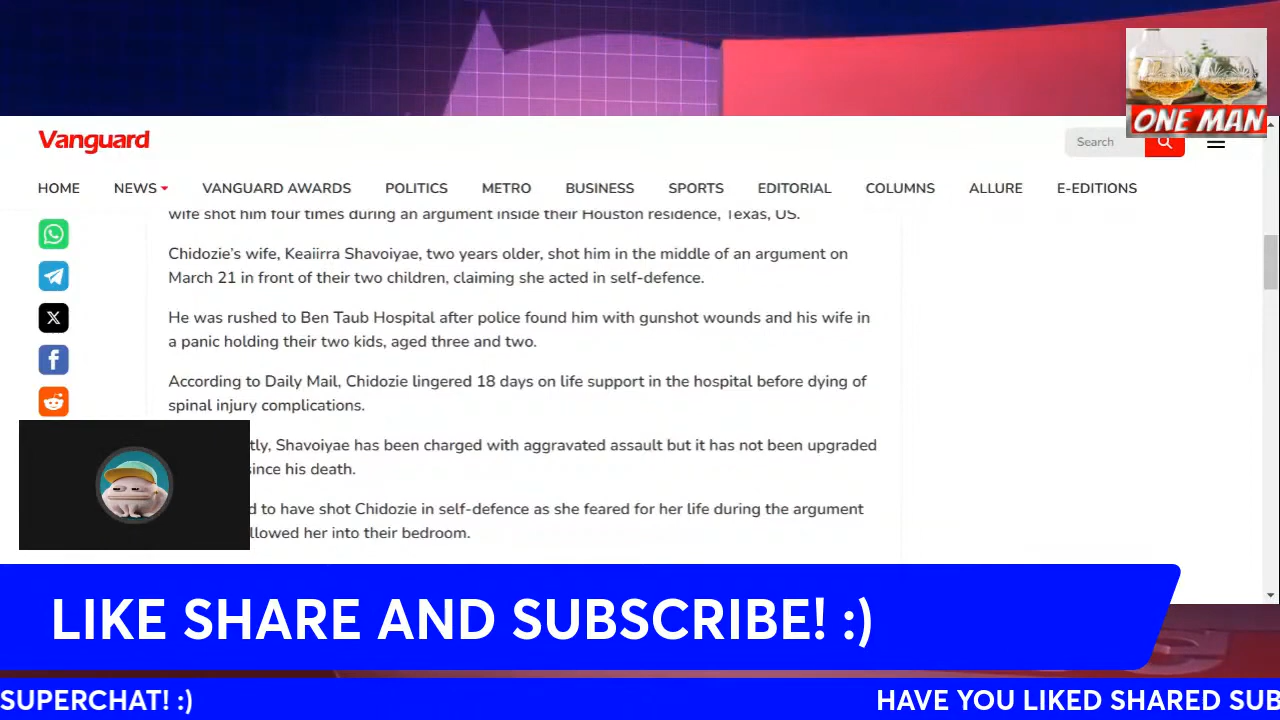 ONE MAN
Vanguard
Search
HOME NEWS VANGUARD AWARDS POLITICS METRO BUSINESS SPORTS EDITORIAL COLUMNS ALLURE E-EDITIONS
wife shot him four times during an argument inside their Houston residence, Texas, US.
Chidozie’s wife, Keaiirra Shavoiyae, two years older, shot him in the middle of an argument on
March 21 in front of their two children, claiming she acted in self-defence.
He was rushed to Ben Taub Hospital after police found him with gunshot wounds and his wife in
a panic holding their two kids, aged three and two.
According to Daily Mail, Chidozie lingered 18 days on life support in the hospital before dying of
spinal injury complications.
tly, Shavoiyae has been charged with aggravated assault but it has not been upgraded
since his death.
d to have shot Chidozie in self-defence as she feared for her life during the argument
llowed her into their bedroom.
LIKE SHARE AND SUBSCRIBE! :)
SUPERCHAT! :) HAVE YOU LIKED SHARED SUB